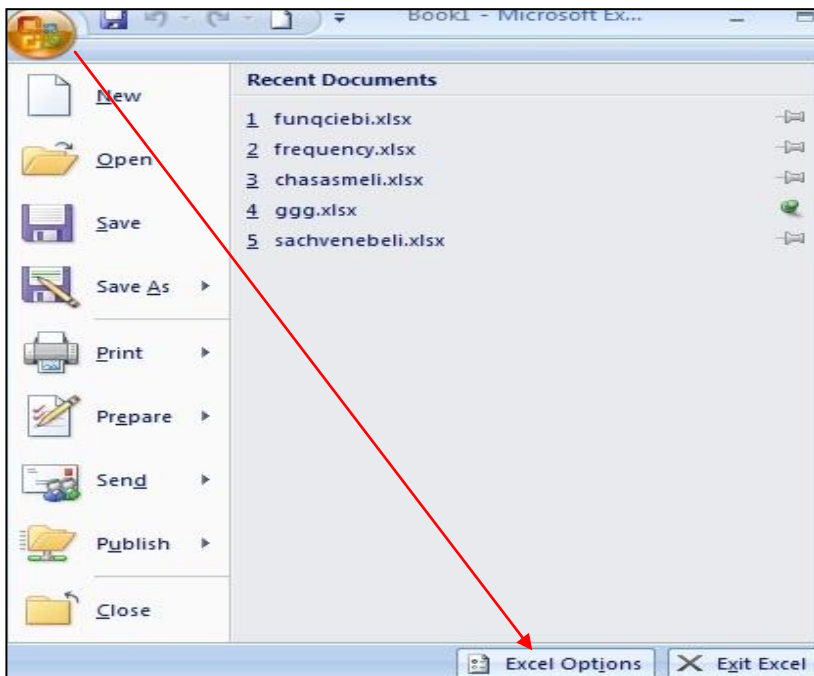 Book1 - Microsoft Ex...
New
Open
Save
Save As
Print
Prepare
Send
Publish
Close
Recent Documents
1 funqciebi.xlsx
2 frequency.xlsx
3 chasasmeli.xlsx
4 ggg.xlsx
5 sachvenebeli.xlsx
Excel Options
Exit Excel